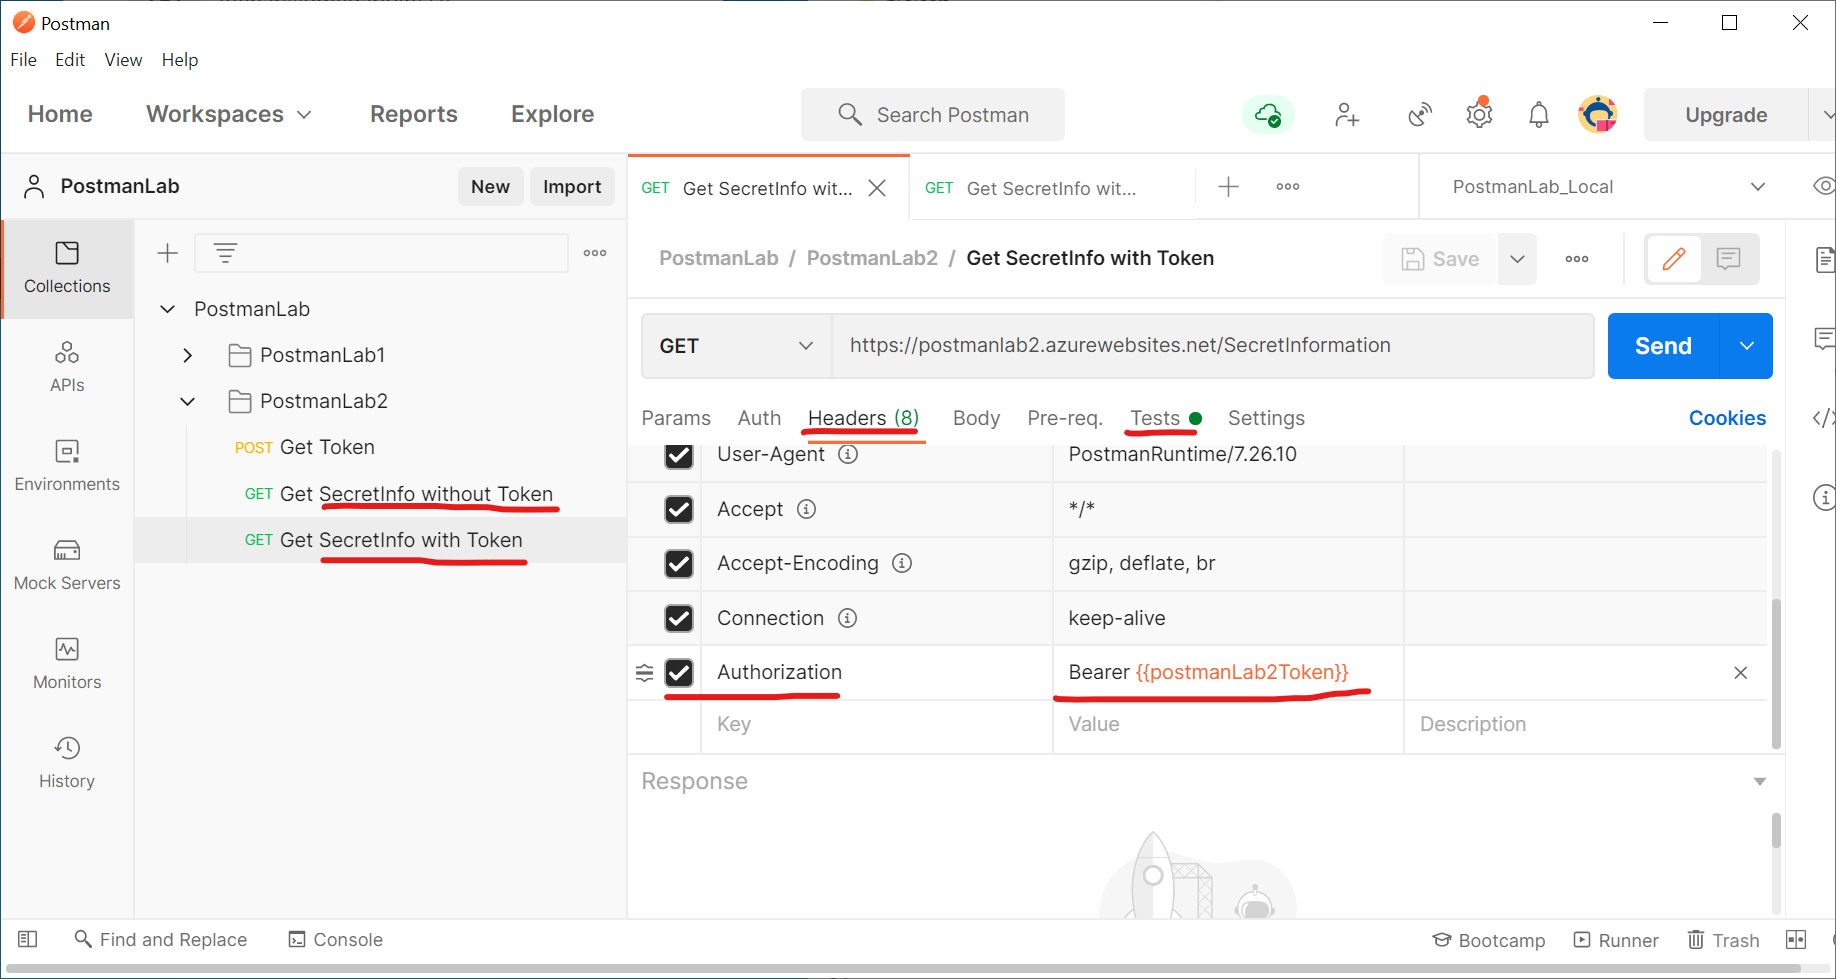 Postman
File Edit View Help
Home Workspaces Reports Explore Search Postman Upgrade
PostmanLab New Import
GET Get SecretInfo wit... GET Get SecretInfo wit... PostmanLab_Local
Collections
APIs
Environments
Mock Servers
Monitors
History
PostmanLab
PostmanLab1
PostmanLab2
POST Get Token
GET Get SecretInfo without Token
GET Get SecretInfo with Token
PostmanLab / PostmanLab2 / Get SecretInfo with Token Save
GET https://postmanlab2.azurewebsites.net/SecretInformation Send
Params Auth Headers (8) Body Pre-req. Tests Settings Cookies
User-Agent PostmanRuntime/7.26.10
Accept */*
Accept-Encoding gzip, deflate, br
Connection keep-alive
Authorization Bearer {{postmanLab2Token}}
Key Value Description
Response
Find and Replace Console Bootcamp Runner Trash